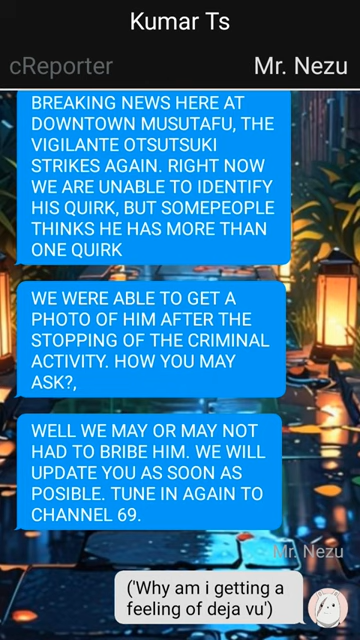 Kumar Ts
cReporter
Mr. Nezu
BREAKING NEWS HERE AT
DOWNTOWN MUSUTAFU, THE
VIGILANTE OTSUTSUKI
STRIKES AGAIN. RIGHT NOW
WE ARE UNABLE TO IDENTIFY
HIS QUIRK, BUT SOMEPEOPLE
THINKS HE HAS MORE THAN
ONE QUIRK
WE WERE ABLE TO GET A
PHOTO OF HIM AFTER THE
STOPPING OF THE CRIMINAL
ACTIVITY. HOW YOU MAY
ASK?,
WELL WE MAY OR MAY NOT
HAD TO BRIBE HIM. WE WILL
UPDATE YOU AS SOON AS
POSIBLE. TUNE IN AGAIN TO
CHANNEL 69.
Mr. Nezu
('Why am i getting a
feeling of deja vu')